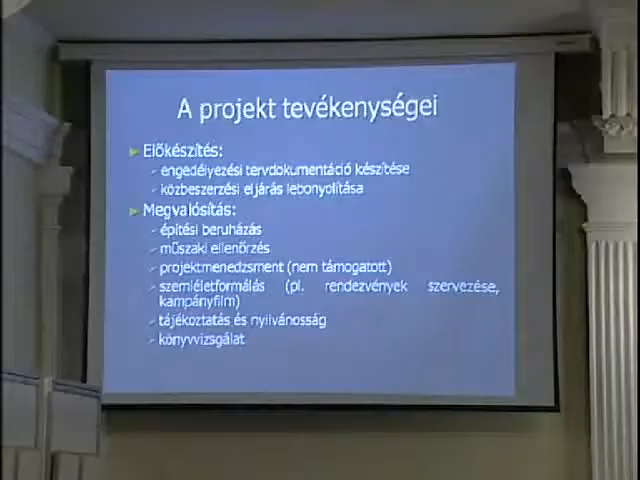 A projekt tevékenységei
Előkészítés:
engedélyezési tervdokumentáció készítése
közbeszerzési eljárás lebonyolítása
Megvalósítás:
építési beruházás
műszaki ellenőrzés
projektmenedzsment (nem támogatott)
szemléletformálás (pl. rendezvények szervezése,
kampányfilm)
tájékoztatás és nyilvánosság
könyvvizsgálat